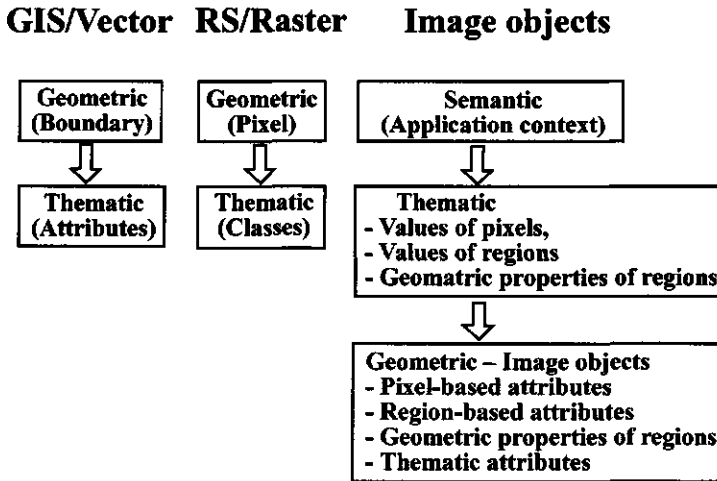 GIS/Vector RS/Raster Image objects
Geometric
(Boundary)
Thematic
(Attributes)
Geometric
(Pixel)
Thematic
(Classes)
Semantic
(Application context)
Thematic
- Values of pixels,
- Values of regions
- Geomatric properties of regions
Geometric – Image objects
- Pixel-based attributes
- Region-based attributes
- Geometric properties of regions
- Thematic attributes